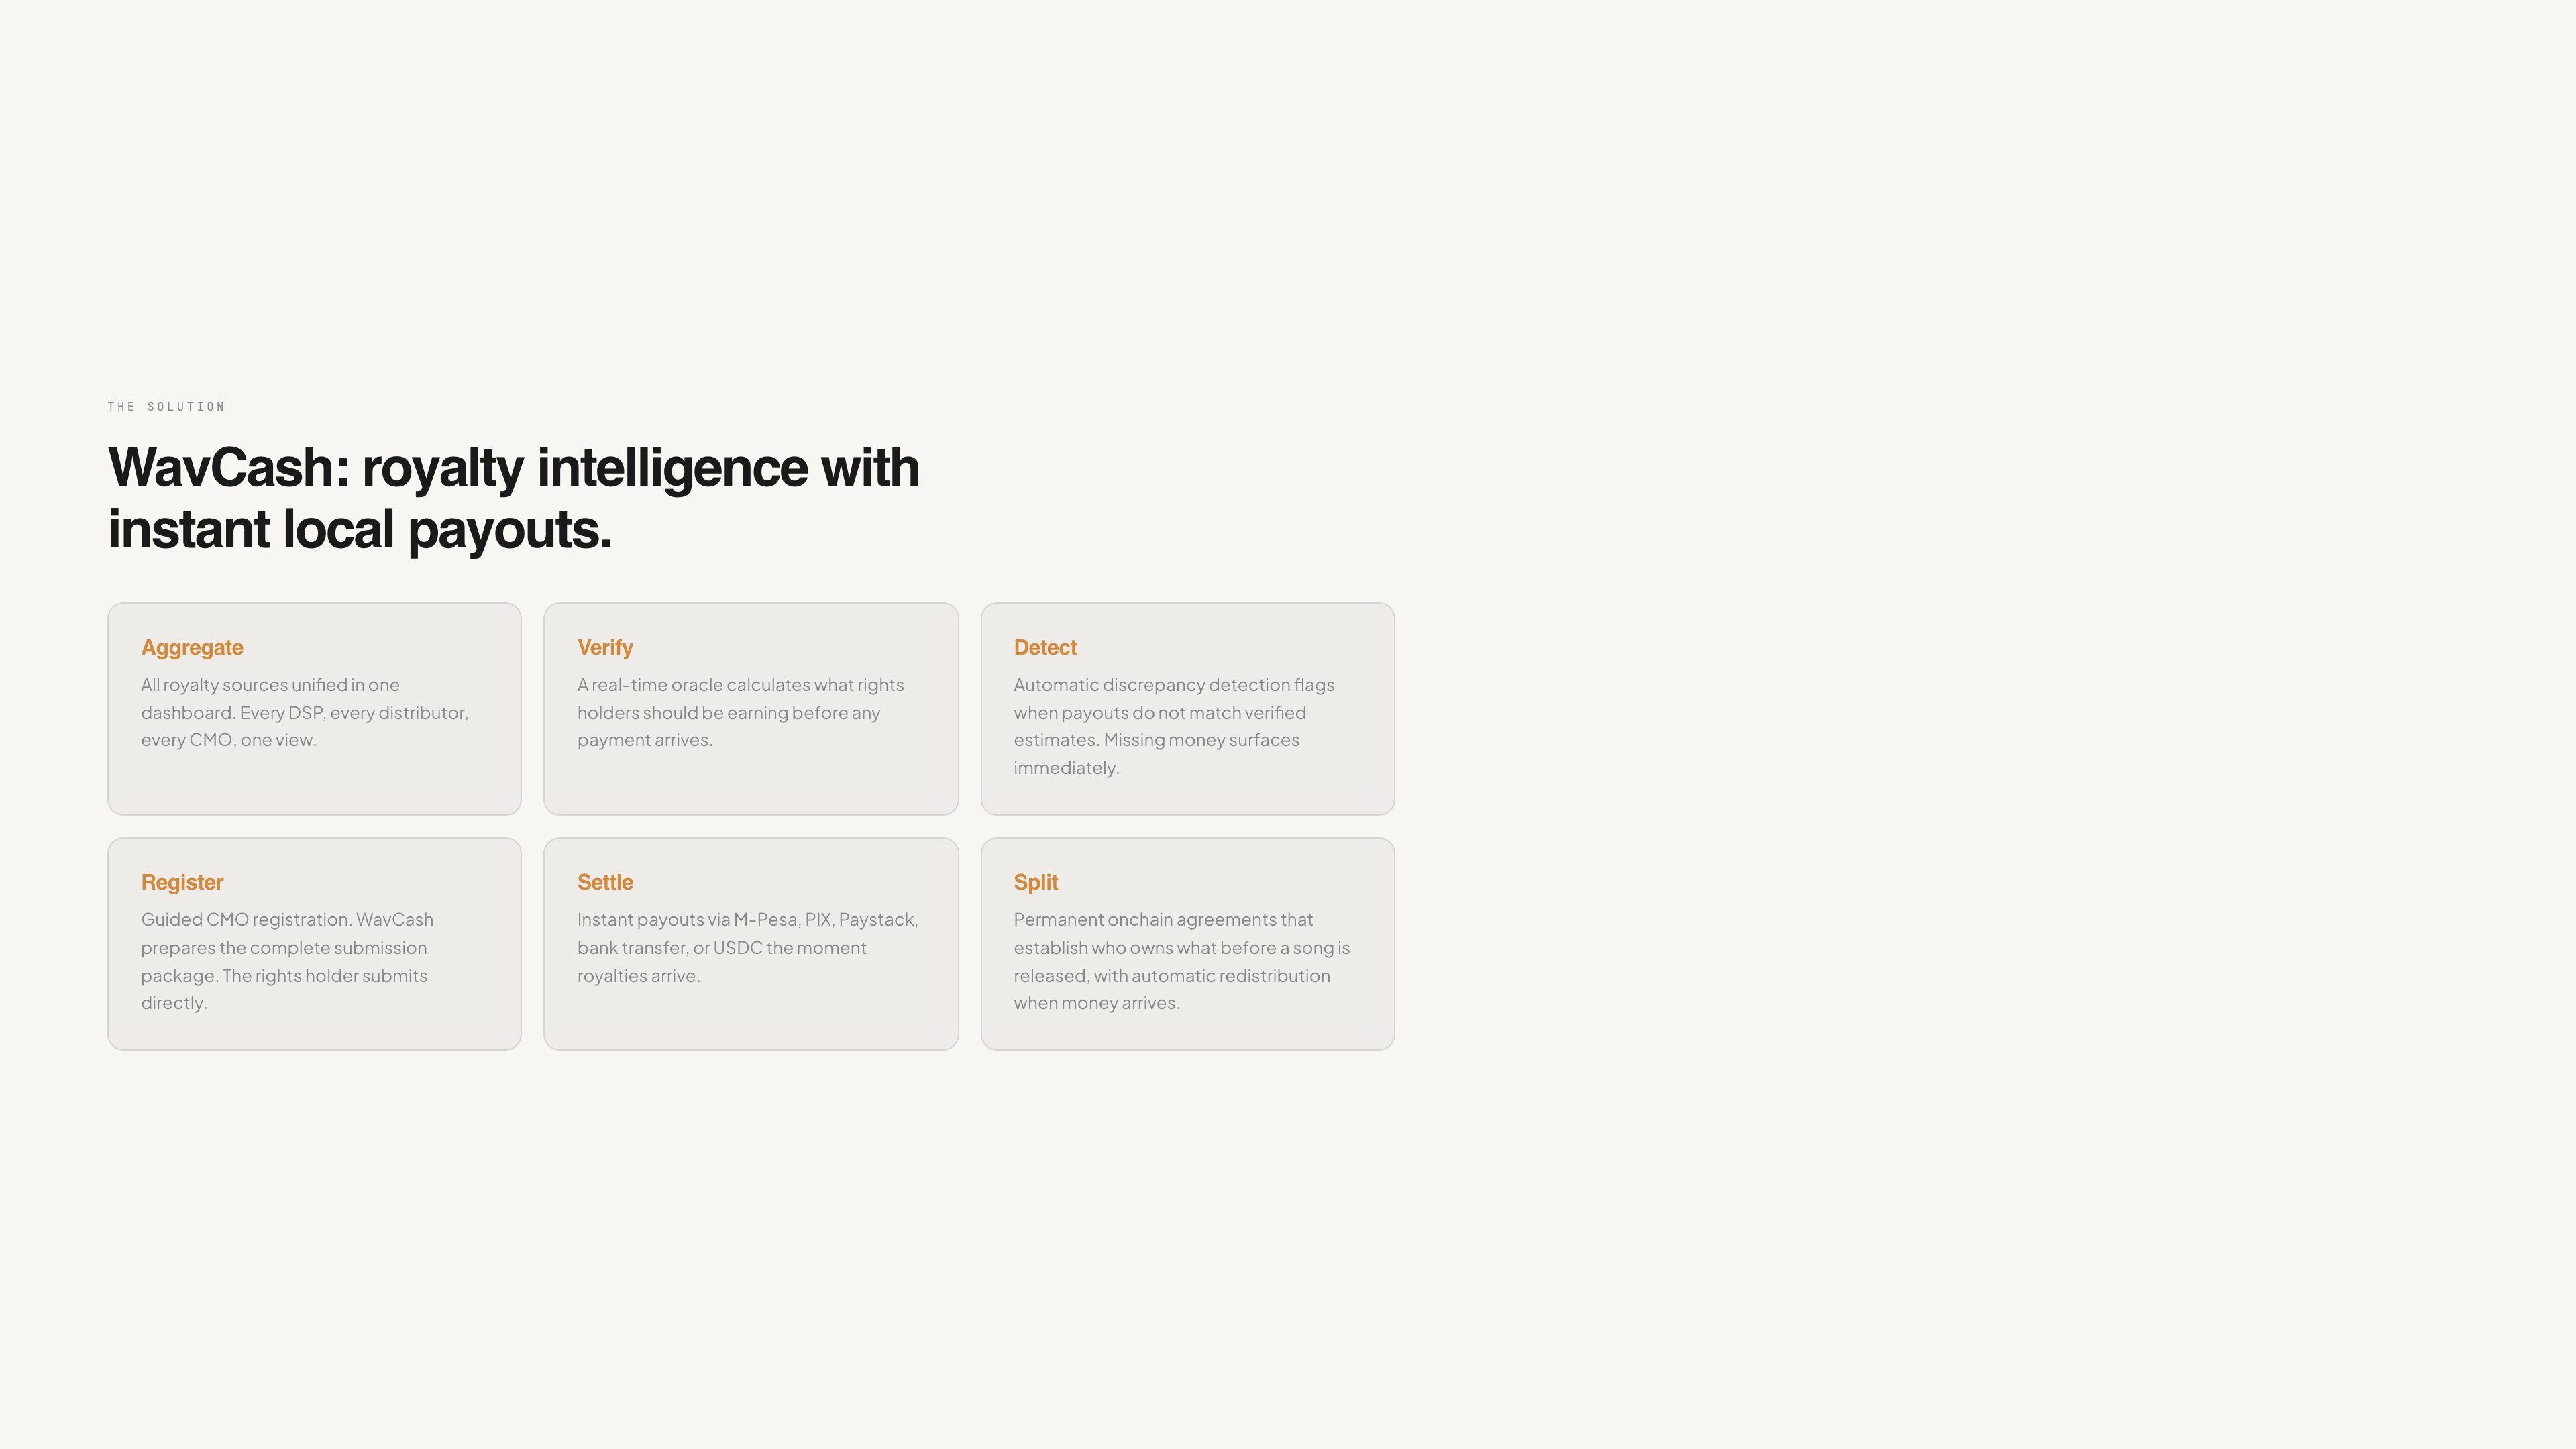 THE SOLUTION
WavCash: royalty intelligence with
instant local payouts.
Aggregate
All royalty sources unified in one
dashboard. Every DSP, every distributor,
every CMO, one view.
Verify
A real-time oracle calculates what rights
holders should be earning before any
payment arrives.
Detect
Automatic discrepancy detection flags
when payouts do not match verified
estimates. Missing money surfaces
immediately.
Register
Guided CMO registration. WavCash
prepares the complete submission
package. The rights holder submits
directly.
Settle
Instant payouts via M-Pesa, PIX, Paystack,
bank transfer, or USDC the moment
royalties arrive.
Split
Permanent onchain agreements that
establish who owns what before a song is
released, with automatic redistribution
when money arrives.